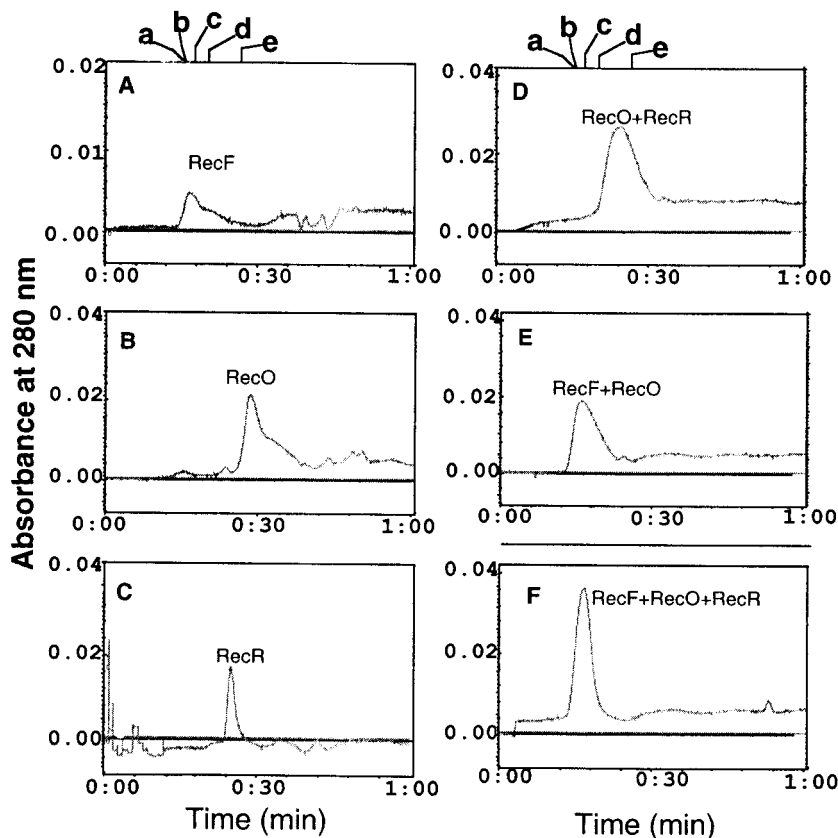 a b c d e
A
RecF
0.02
0.01
0.00
0:00 0:30 1:00
B
RecO
0.04
0.02
0.00
0:00 0:30 1:00
C
RecR
0.04
0.02
0.00
0:00 0:30 1:00
Time (min)
Absorbance at 280 nm
a b c d e
D
RecO+RecR
0.04
0.02
0.00
0:00 0:30 1:00
E
RecF+RecO
0.04
0.02
0.00
0:00 0:30 1:00
F
RecF+RecO+RecR
0.04
0.02
0.00
0:00 0:30 1:00
Time (min)